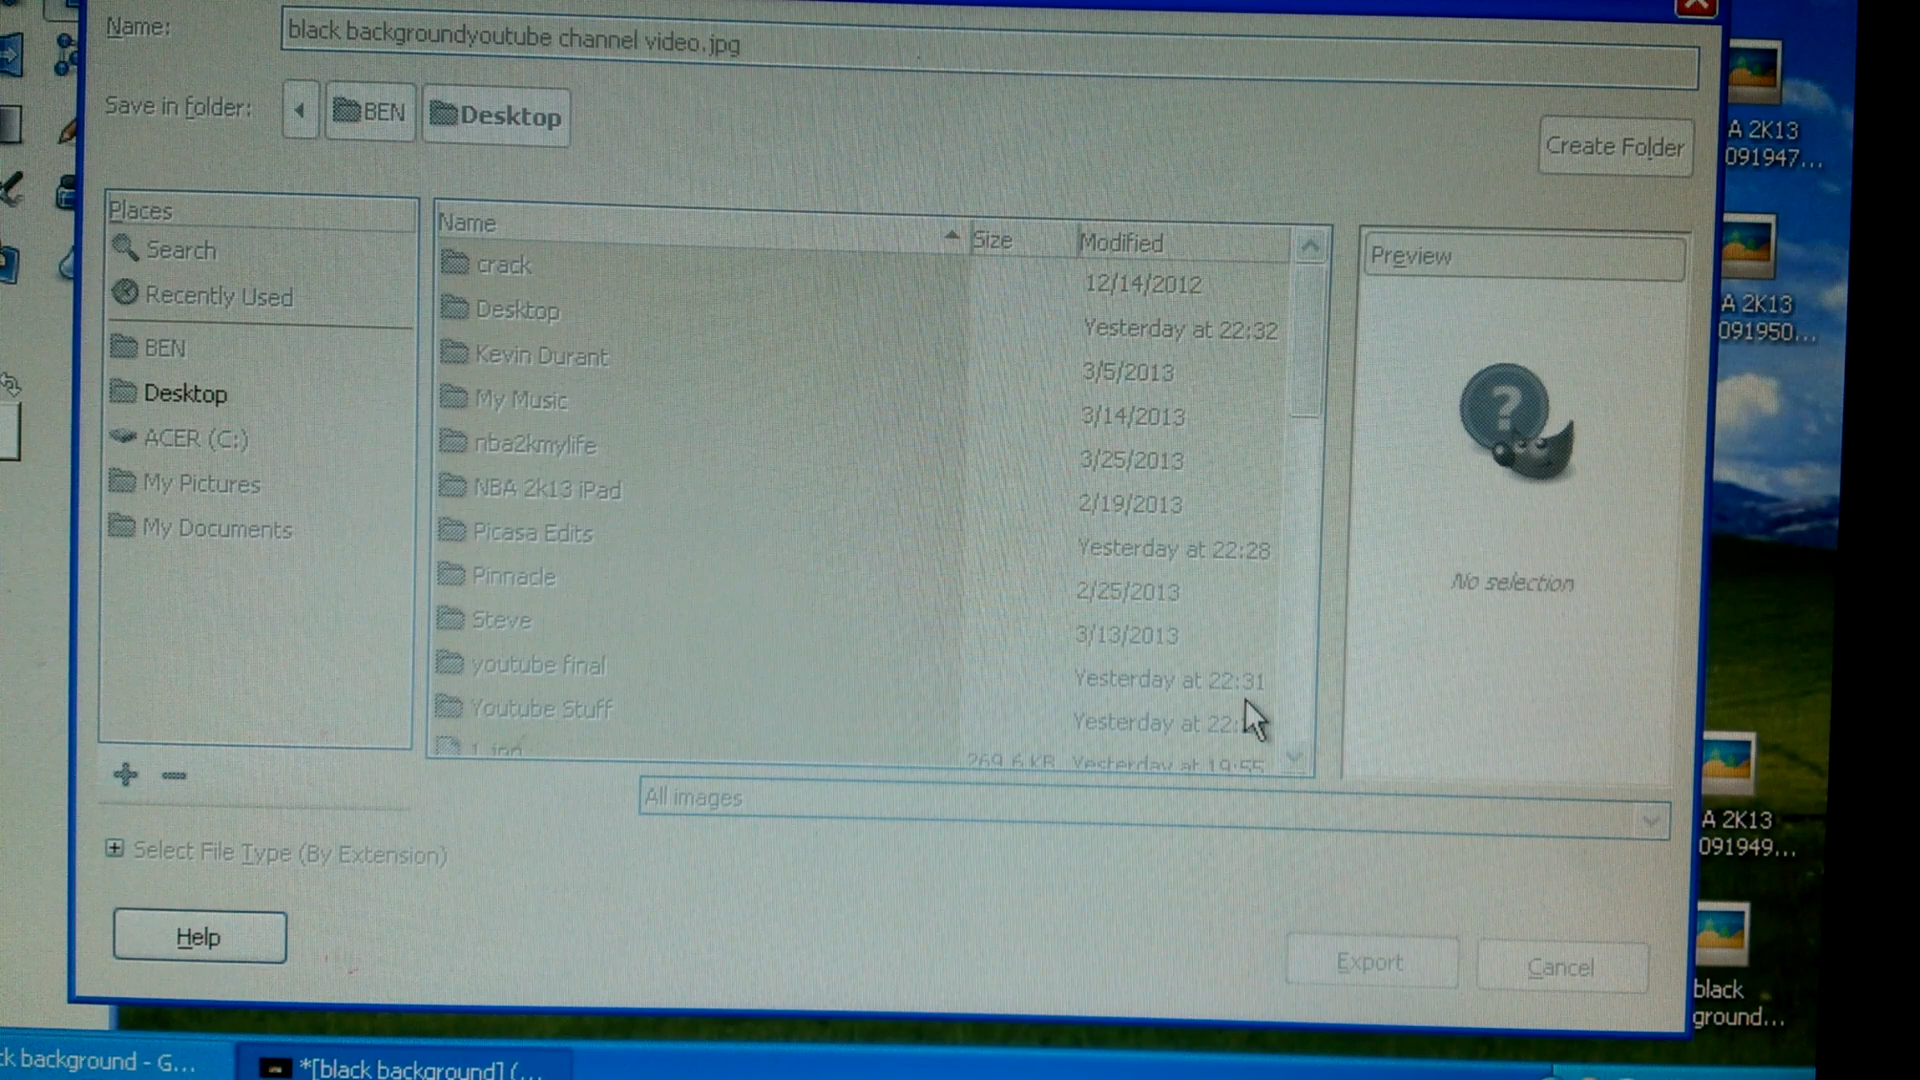 Name:
black backgroundyoutube channel video.jpg
Save in folder:
BEN
Desktop
Create Folder
Places
Search
Recently Used
BEN
Desktop
ACER (C:)
My Pictures
My Documents
Name Size Modified
crack 12/14/2012
Desktop Yesterday at 22:32
Kevin Durant 3/5/2013
My Music 3/14/2013
nba2kmylife 3/25/2013
NBA 2k13 iPad 2/19/2013
Picasa Edits Yesterday at 22:28
Pinnacle 2/25/2013
Steve 3/13/2013
youtube final Yesterday at 22:31
Youtube Stuff Yesterday at 22:
1.jpg 269.6 KB Yesterday at 19:55
Preview
?
No selection
All images
Select File Type (By Extension)
Help
Export
Cancel
A 2K13
091947...
A 2K13
091950...
A 2K13
091949...
black
ground...
ck background - G...
*[black background] (...